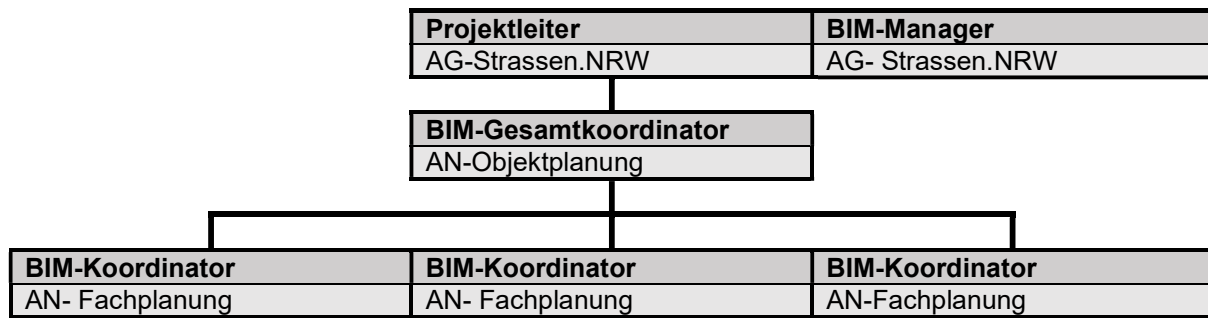 Projektleiter BIM-Manager
AG-Strassen.NRW AG- Strassen.NRW
BIM-Gesamtkoordinator
AN-Objektplanung
BIM-Koordinator BIM-Koordinator BIM-Koordinator
AN- Fachplanung AN- Fachplanung AN-Fachplanung